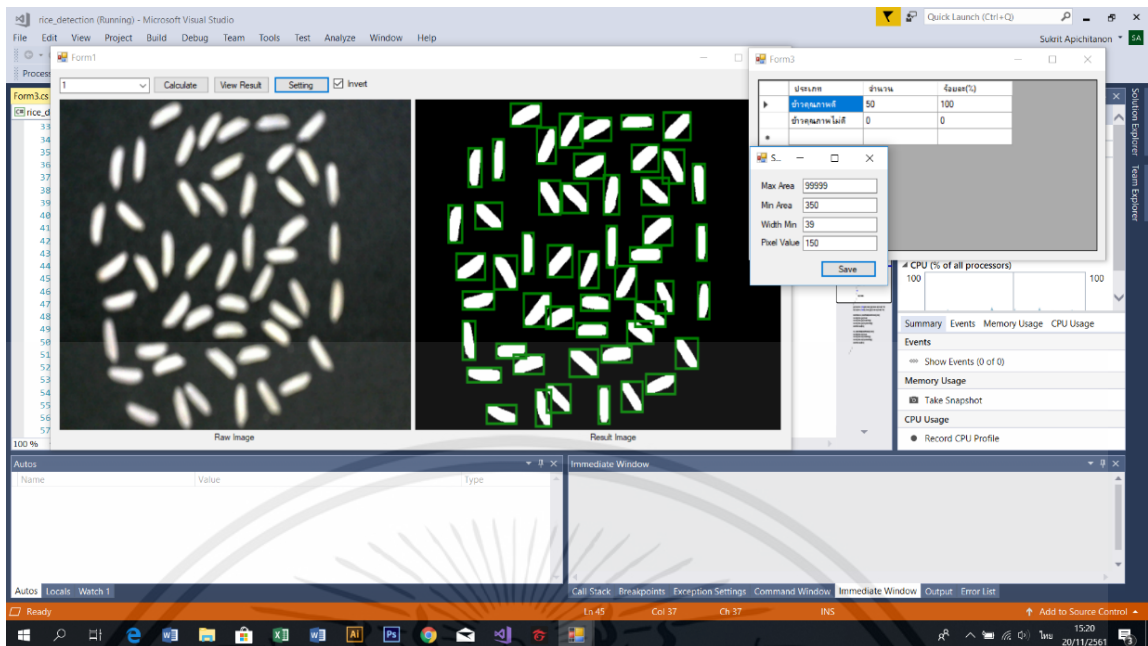 rice_detection (Running) - Microsoft Visual Studio
Quick Launch (Ctrl+Q)
File Edit View Project Build Debug Team Tools Test Analyze Window Help
Sukrit Apichitanon SA
Process
Form1
1 Calculate View Result Setting Invert
Form3.cs
rice_d
33
34
35
36
37
38
39
40
41
42
43
44
45
46
47
48
49
50
51
52
53
54
55
56
57
100 %
Raw Image
Result Image
Form3
ประเภท จำนวน ร้อยละ(%)
ข้าวคุณภาพดี 50 100
ข้าวคุณภาพไม่ดี 0 0
S...
Max Area 99999
Min Area 350
Width Min 39
Pixel Value 150
Save
Solution Explorer
Team Explorer
CPU (% of all processors)
100 100
Summary Events Memory Usage CPU Usage
Events
Show Events (0 of 0)
Memory Usage
Take Snapshot
CPU Usage
Record CPU Profile
Autos
Name Value Type
Immediate Window
Autos Locals Watch 1
Call Stack Breakpoints Exception Settings Command Window Immediate Window Output Error List
Ready Ln 45 Col 37 Ch 37 INS Add to Source Control
Ai Ps
ไทย
15:20
20/11/2561